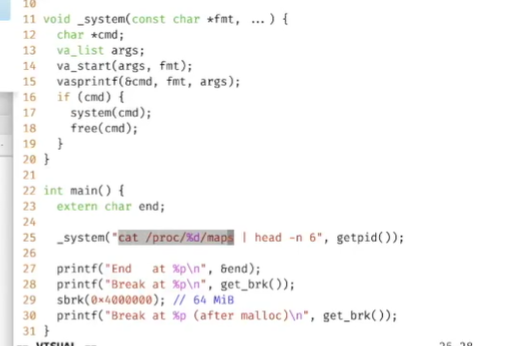 10
11 void _system(const char *fmt, ...) {
12   char *cmd;
13   va_list args;
14   va_start(args, fmt);
15   vasprintf(&cmd, fmt, args);
16   if (cmd) {
17     system(cmd);
18     free(cmd);
19   }
20 }
21
22 int main() {
23   extern char end;
24
25   _system("cat /proc/%d/maps | head -n 6", getpid());
26
27   printf("End   at %p\n", &end);
28   printf("Break at %p\n", get_brk());
29   sbrk(0x4000000); // 64 MiB
30   printf("Break at %p (after malloc)\n", get_brk());
31 }
-- VISUAL --